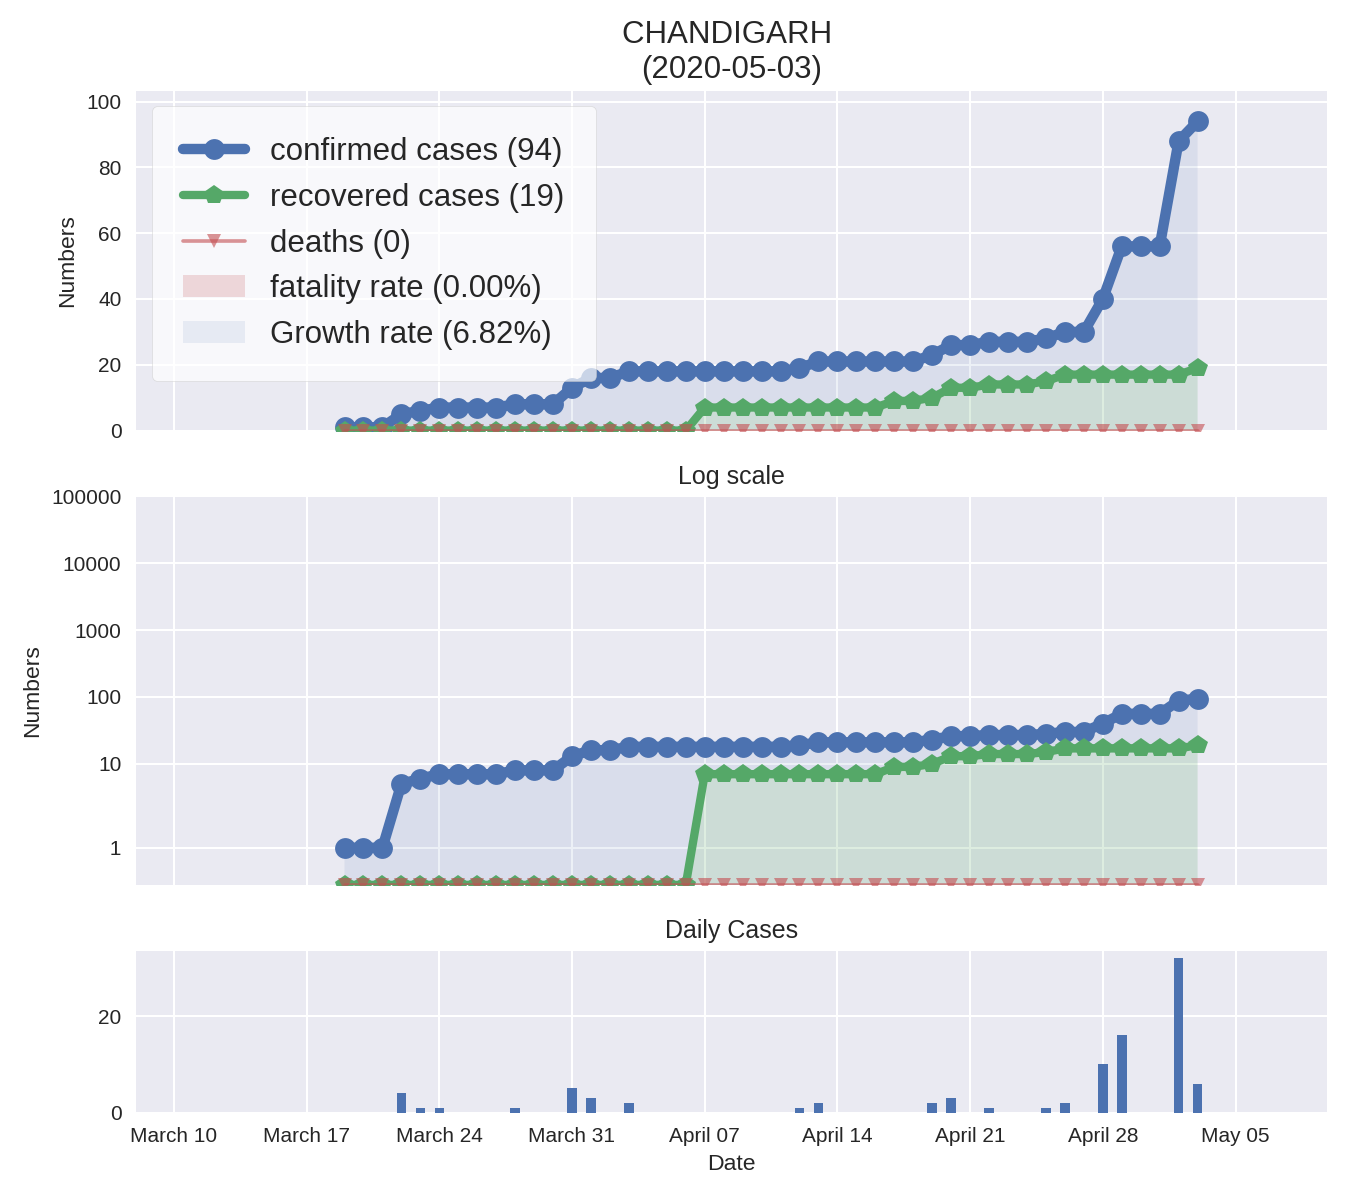 CHANDIGARH
(2020-05-03)
100
80
60
40
20
0
Numbers
confirmed cases (94)
recovered cases (19)
deaths (0)
fatality rate (0.00%)
Growth rate (6.82%)
Log scale
100000
10000
1000
100
10
1
Numbers
Daily Cases
20
0
March 10 March 17 March 24 March 31 April 07 April 14 April 21 April 28 May 05
Date